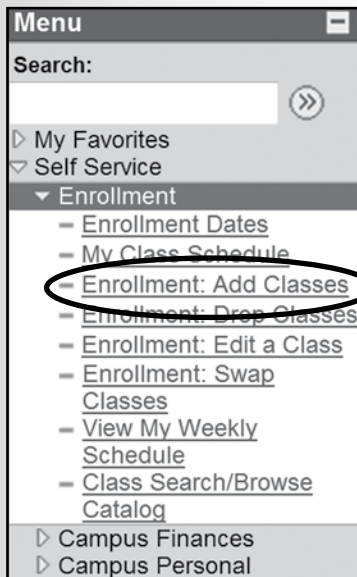 Menu
Search:
My Favorites
Self Service
Enrollment
Enrollment Dates
My Class Schedule
Enrollment: Add Classes
Enrollment: Drop Classes
Enrollment: Edit a Class
Enrollment: Swap
Classes
View My Weekly
Schedule
Class Search/Browse
Catalog
Campus Finances
Campus Personal